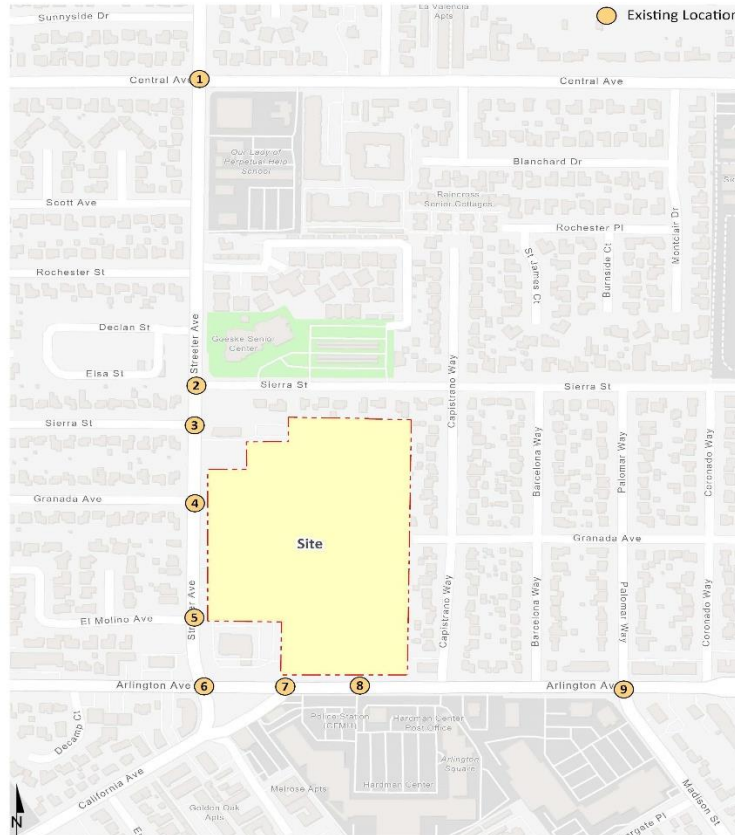 Sunnyside Dr
La Valencia
Apts
Existing Location
Central Ave
1
Central Ave
Our Lady of
Perpetual Help
School
Blanchard Dr
Scott Ave
Raincross
Senior Cottages
Rochester Pl
Montclair Dr
St James Ct
Burnside Ct
Rochester St
Declan St
Streeter Ave
Goeske Senior
Center
Elsa St
2
Sierra St
Sierra St
Capistrano Way
Sierra St
3
Barcelona Way
Palomar Way
Coronado Way
Granada Ave
4
Site
Granada Ave
El Molino Ave
5
Streeter Ave
Capistrano Way
Barcelona Way
Palomar Way
Coronado Way
Arlington Ave
6
7
8
Arlington Ave
9
Decamp Ct
Police Station
(CFMH)
Hardman Center
Post Office
Arlington
Square
California Ave
Melrose Apts
Hardman Center
Golden Oak
Apts
Madison St
N